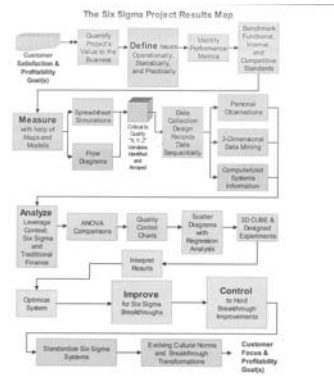 The Six Sigma Project Results Map
Customer
Satisfaction &
Profitability
Goal(s)
Quantify
Project's
Value to the
Business
Define Issues
Operationally,
Statistically,
and Practically
Identify
Performance
Metrics
Benchmark
Functional,
Internal,
and
Competitive
Standards
Measure
with help of
Maps and
Models
Spreadsheet
Simulations
Flow
Diagrams
Critical to
Quality
"X, Y, Z"
Variables
Identified
and
Arrayed
Data
Collection
Design
Records
Data
Sequentially
Personal
Observations
3-Dimensional
Data Mining
Computerized
Systems
Information
Analyze
Leverage
Context:
Six Sigma
and
Traditional
Finance
ANOVA
Comparisons
Quality
Control
Charts
Scatter
Diagrams
with
Regression
Analysis
3D CUBE &
Designed
Experiments
Interpret
Results
Optimize
System
Improve
for Six Sigma
Breakthroughs
Control
to Hold
Breakthrough
Improvements
Standardize Six Sigma
Systems
Evolving Cultural Norms
and Breakthrough
Transformations
Customer
Focus &
Profitability
Goal(s)